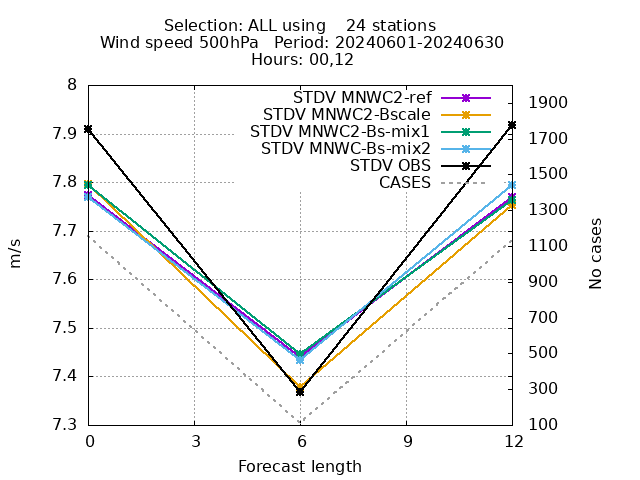 Selection: ALL using    24 stations
Wind speed 500hPa   Period: 20240601-20240630
Hours: 00,12
STDV MNWC2-ref
STDV MNWC2-Bscale
STDV MNWC2-Bs-mix1
STDV MNWC-Bs-mix2
STDV OBS
CASES
8
7.9
7.8
7.7
7.6
7.5
7.4
7.3
m/s
1900
1700
1500
1300
1100
900
700
500
300
100
No cases
0 3 6 9 12
Forecast length